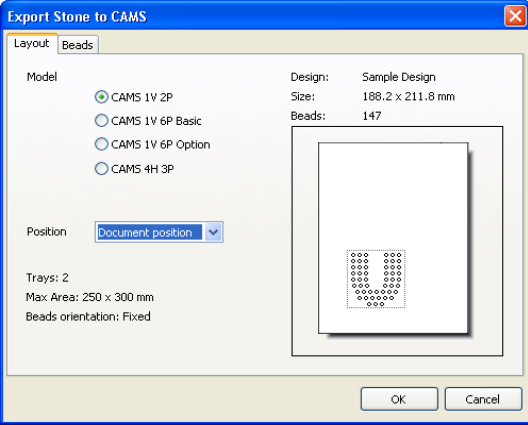 Export Stone to CAMS
Layout
Beads
Model
CAMS 1V 2P
CAMS 1V 6P Basic
CAMS 1V 6P Option
CAMS 4H 3P
Position
Document position
Trays: 2
Max Area: 250 x 300 mm
Beads orientation: Fixed
Design: Sample Design
Size: 188.2 x 211.8 mm
Beads: 147
OK
Cancel